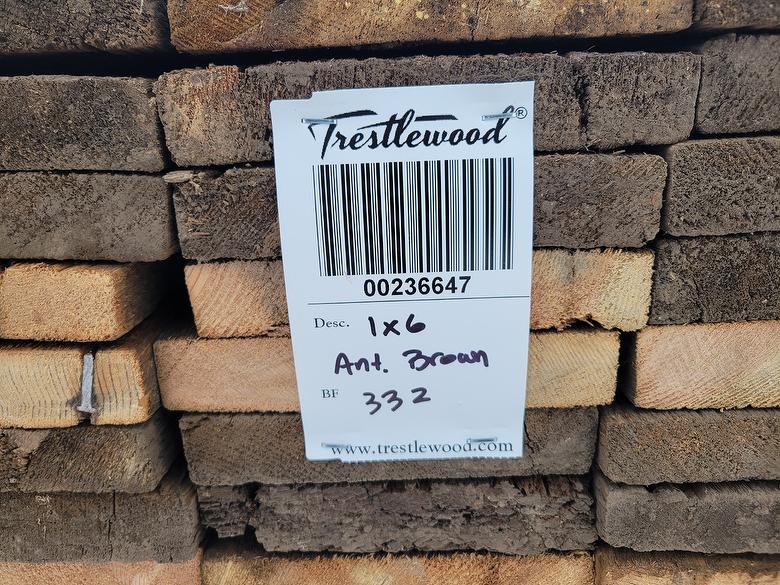 Trestlewood®
00236647
Desc. 1x6
Ant. Brown
BF 332
www.trestlewood.com